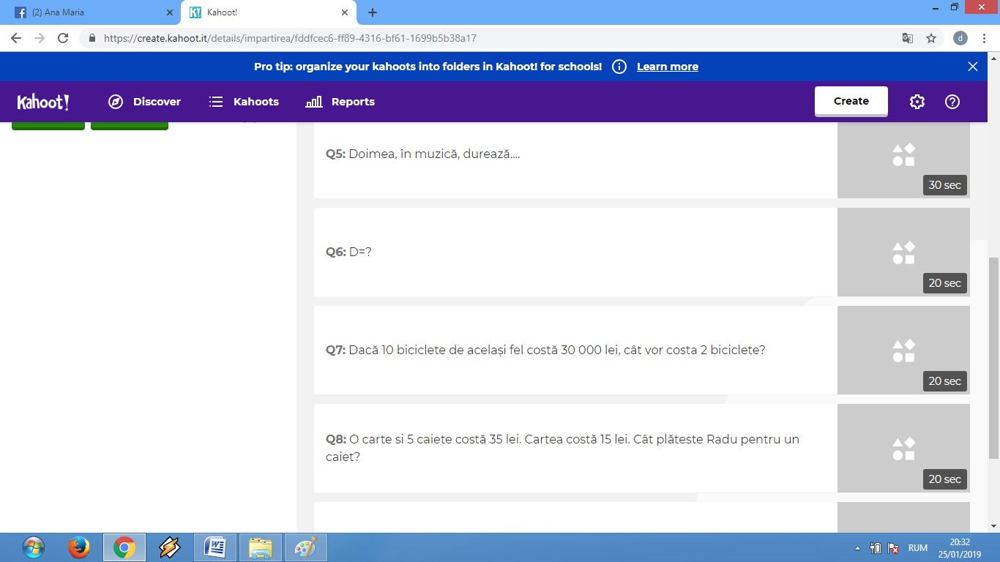 (2) Ana Maria
Kahoot!
https://create.kahoot.it/details/impartirea/fddfcec6-ff89-4316-bf61-1699b5b38a17
d
Pro tip: organize your kahoots into folders in Kahoot! for schools!
Learn more
Kahoot!
Discover
Kahoots
Reports
Create
Q5: Doimea, în muzică, durează....
30 sec
Q6: D=?
20 sec
Q7: Dacă 10 biciclete de același fel costă 30 000 lei, cât vor costa 2 biciclete?
20 sec
Q8: O carte si 5 caiete costă 35 lei. Cartea costă 15 lei. Cât plăteste Radu pentru un
caiet?
20 sec
RUM
20:32
25/01/2019